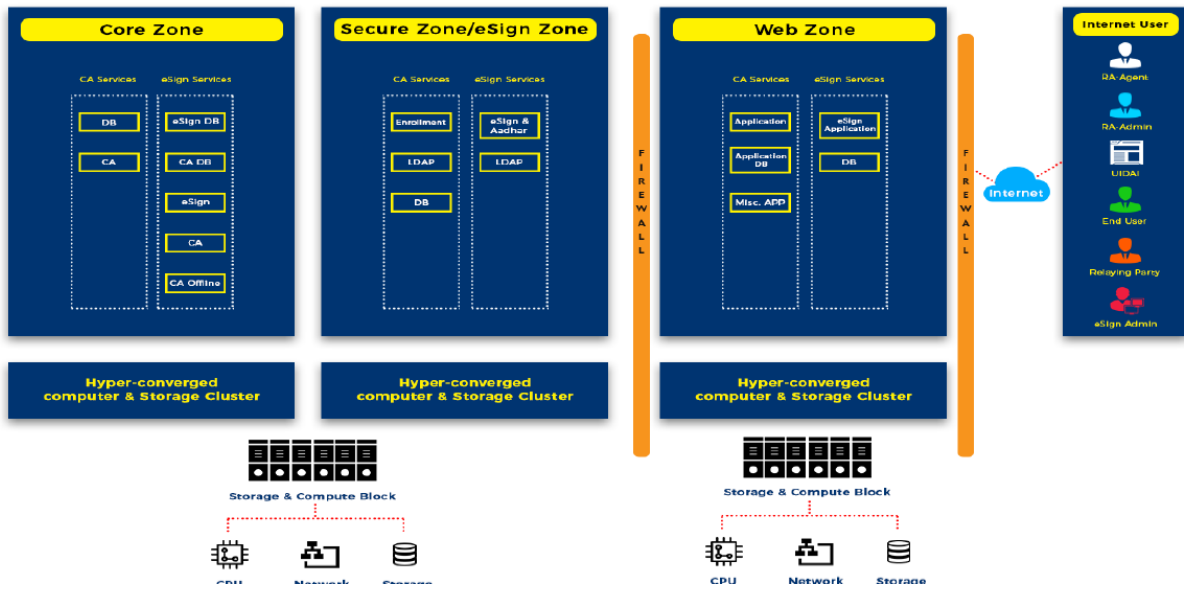 Core Zone
CA Services
eSign Services
DB
CA
eSign DB
CA DB
eSign
CA
CA Offline
Secure Zone/eSign Zone
CA Services
eSign Services
Enrollment
LDAP
DB
eSign &
Aadhar
LDAP
FIREWALL
Web Zone
CA Services
eSign Services
Application
Application
DB
Misc. APP
eSign
Application
DB
FIREWALL
Internet
Internet User
RA-Agent
RA-Admin
UIDAI
End User
Relaying Party
eSign Admin
Hyper-converged
computer & Storage Cluster
Hyper-converged
computer & Storage Cluster
Hyper-converged
computer & Storage Cluster
Storage & Compute Block
CPU
Network
Storage
Storage & Compute Block
CPU
Network
Storage